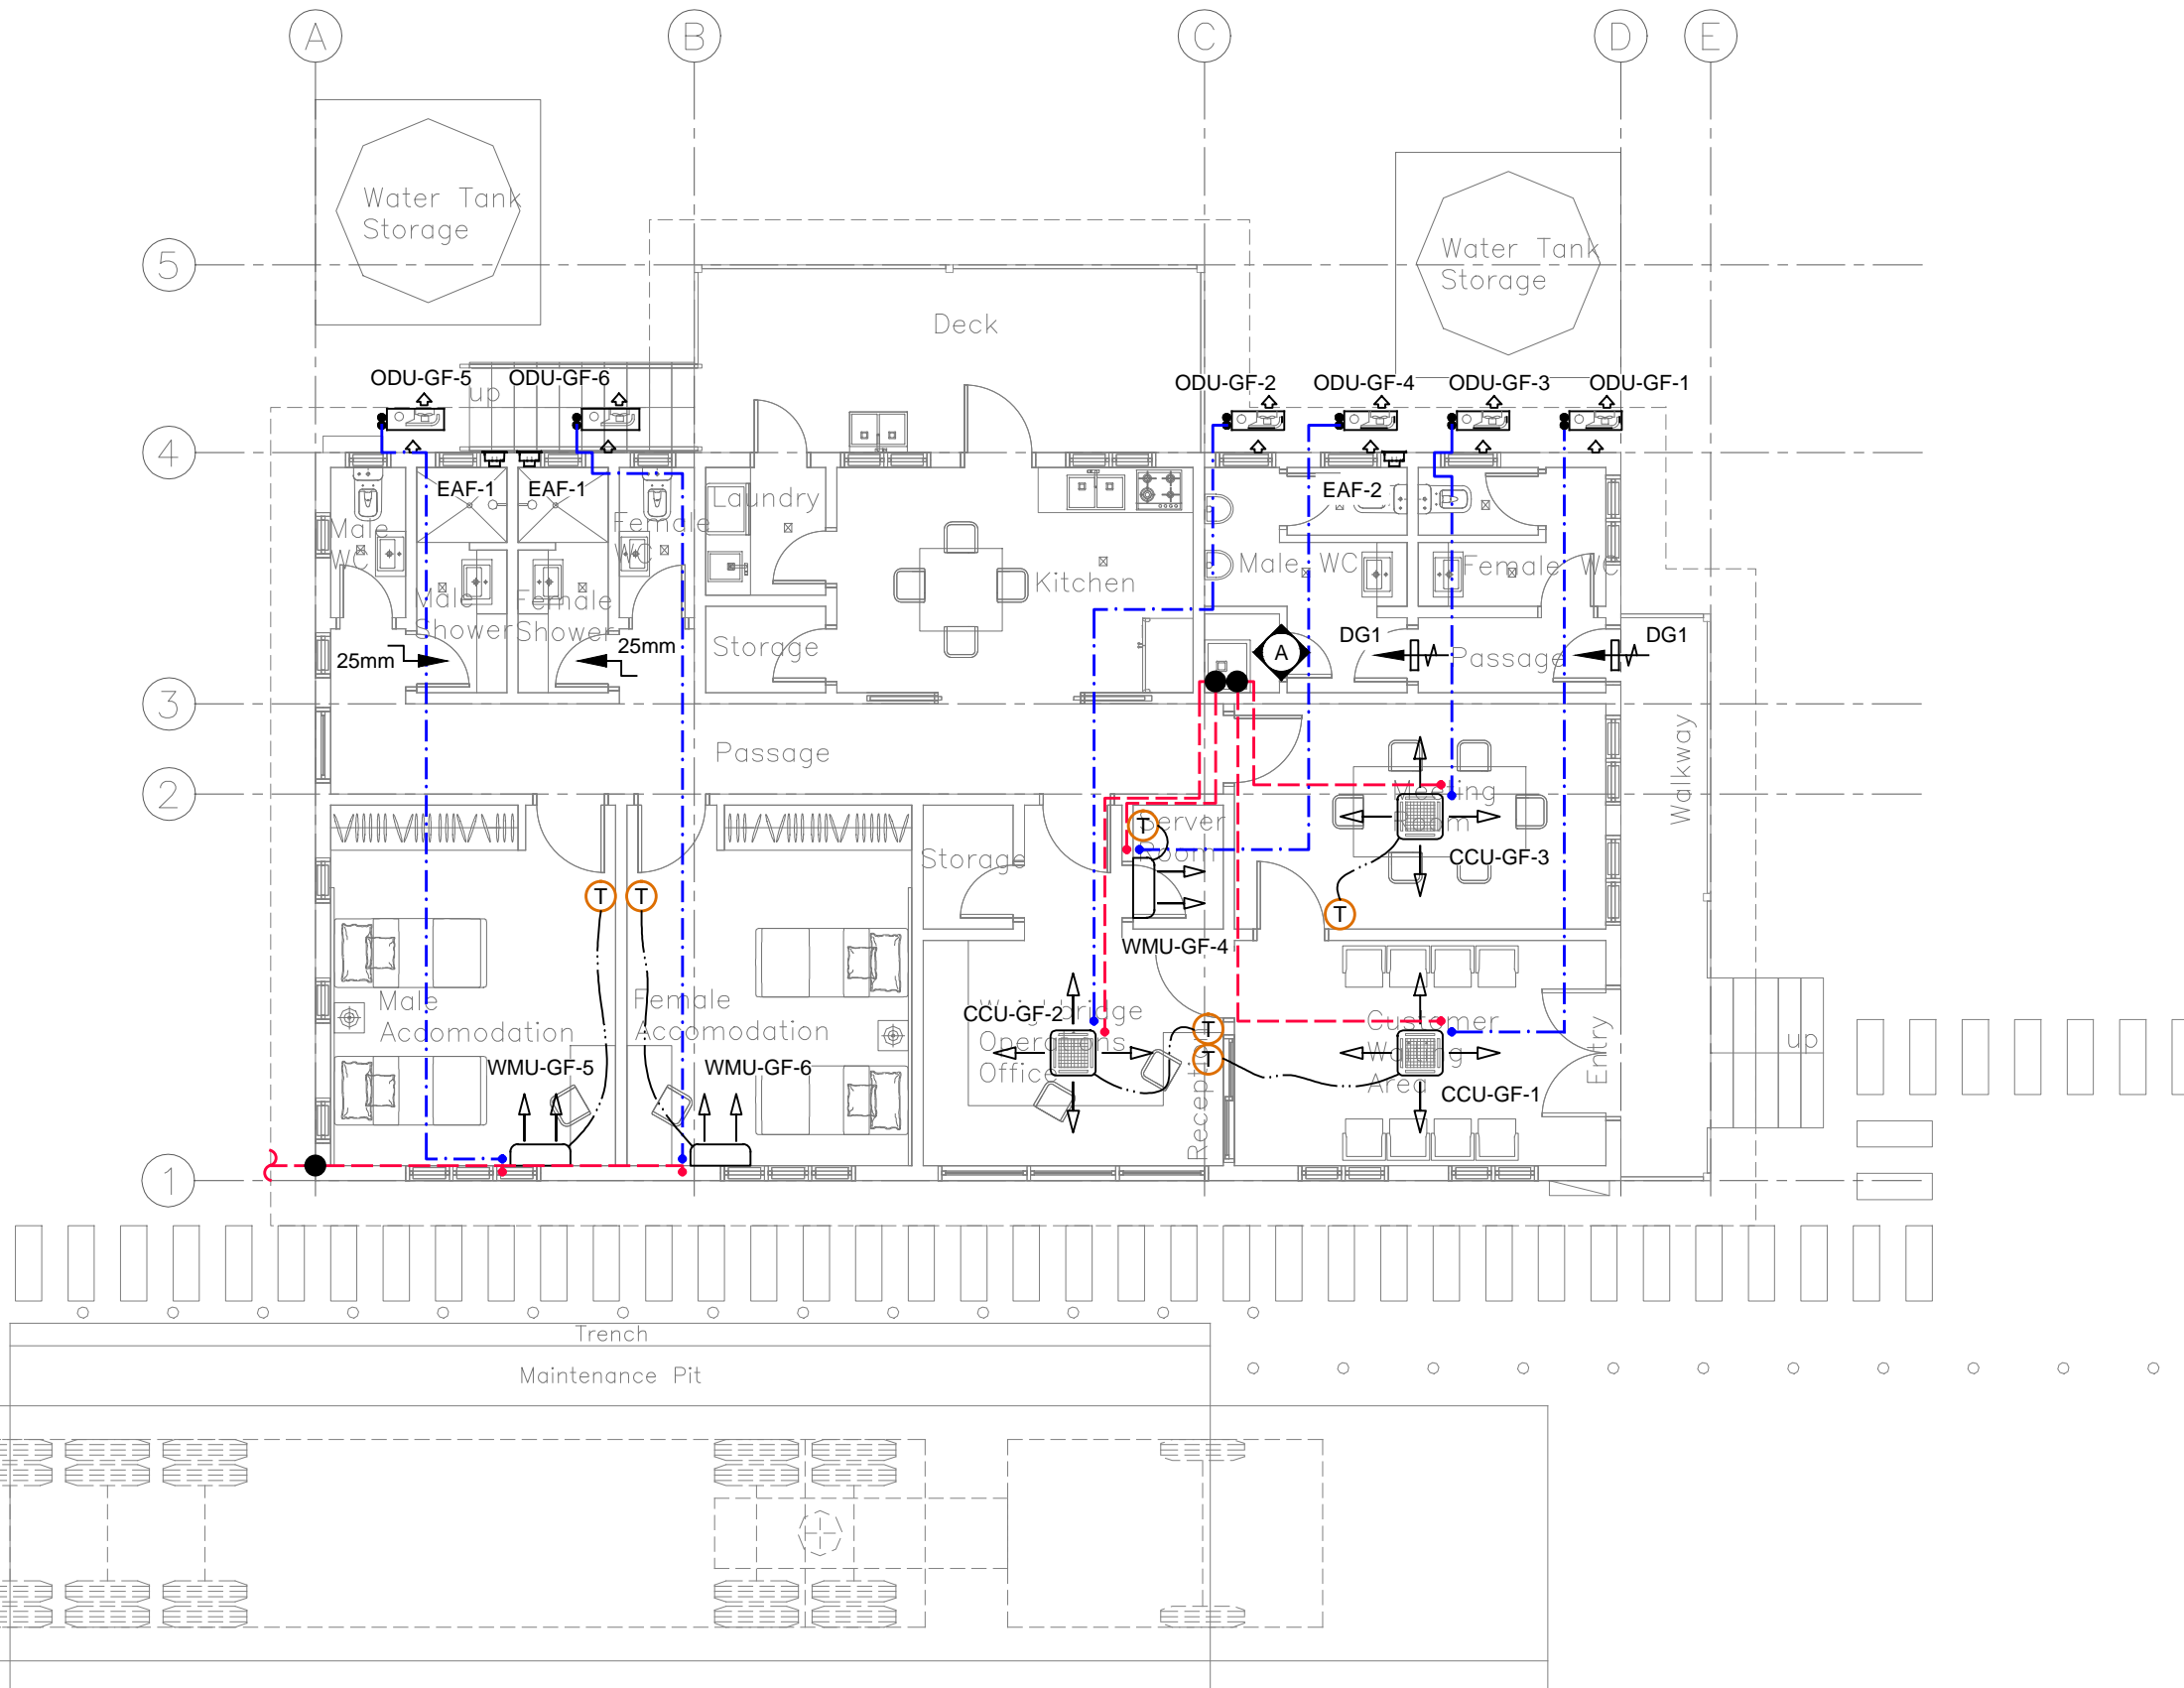 A
B
C
D
E
Water Tank
Storage
Water Tank
Storage
5
Deck
ODU-GF-5
ODU-GF-6
up
ODU-GF-2
ODU-GF-4
ODU-GF-3
ODU-GF-1
4
EAF-1
EAF-1
EAF-2
Laundry
Male
WC
Female
WC
Kitchen
Male WC
Female WC
Male
Shower
Female
Shower
Storage
25mm
25mm
A
DG1
DG1
Passage
3
Passage
Walkway
2
Meeting
Room
T
Server
Room
Storage
CCU-GF-3
T
T
T
WMU-GF-4
Male
Accomodation
Female
Accomodation
CCU-GF-2
Weighbridge
Operations
Office
T
T
Reception
Customer
Waiting
Area
Entry
up
WMU-GF-5
WMU-GF-6
CCU-GF-1
1
Trench
Maintenance Pit